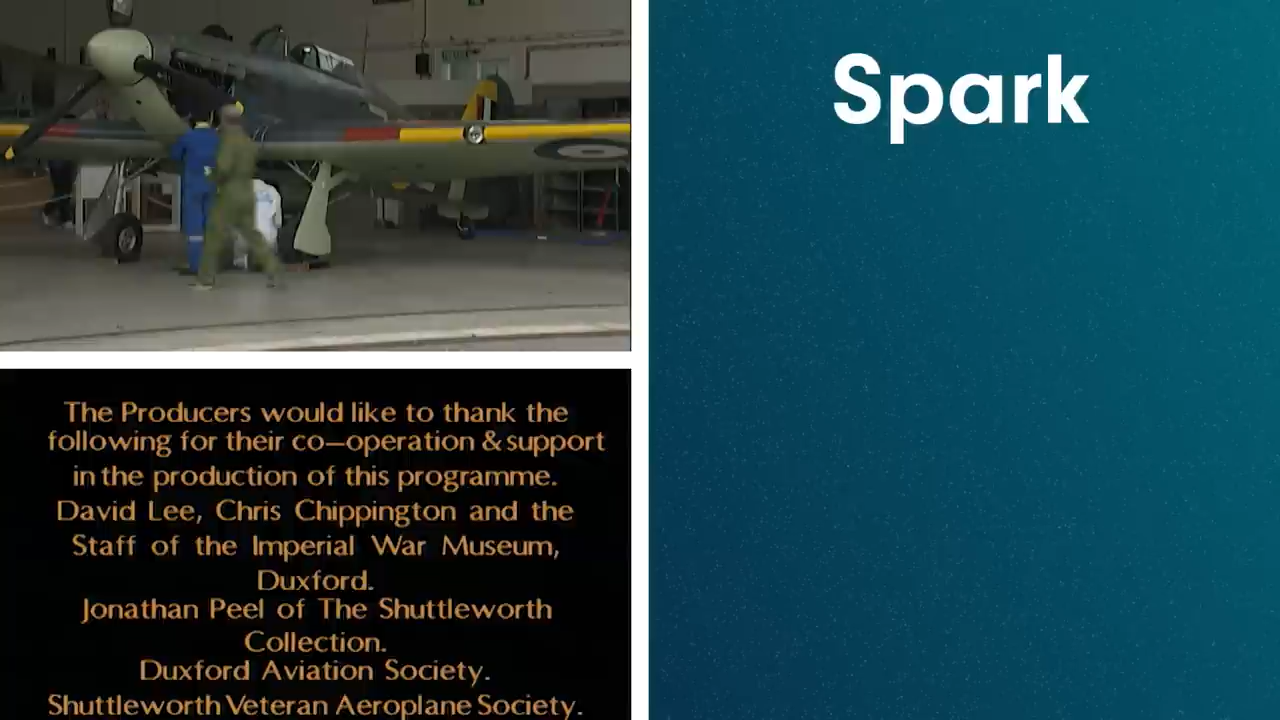 Spark
The Producers would like to thank the
following for their co-operation & support
in the production of this programme.
David Lee, Chris Chippington and the
Staff of the Imperial War Museum,
Duxford.
Jonathan Peel of The Shuttleworth
Collection.
Duxford Aviation Society.
Shuttleworth Veteran Aeroplane Society.